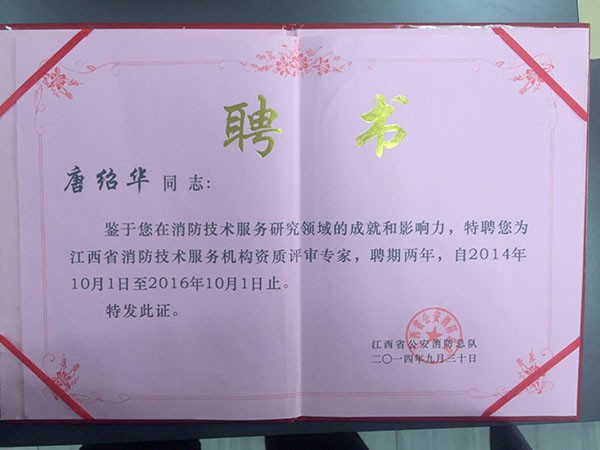 聘书
唐绍华 同志:
鉴于您在消防技术服务研究领域的成就和影响力，特聘您为
江西省消防技术服务机构资质评审专家，聘期两年，自2014年
10月1日至2016年10月1日止。
特发此证。
江西省公安消防总队
二〇一四年九月三十日